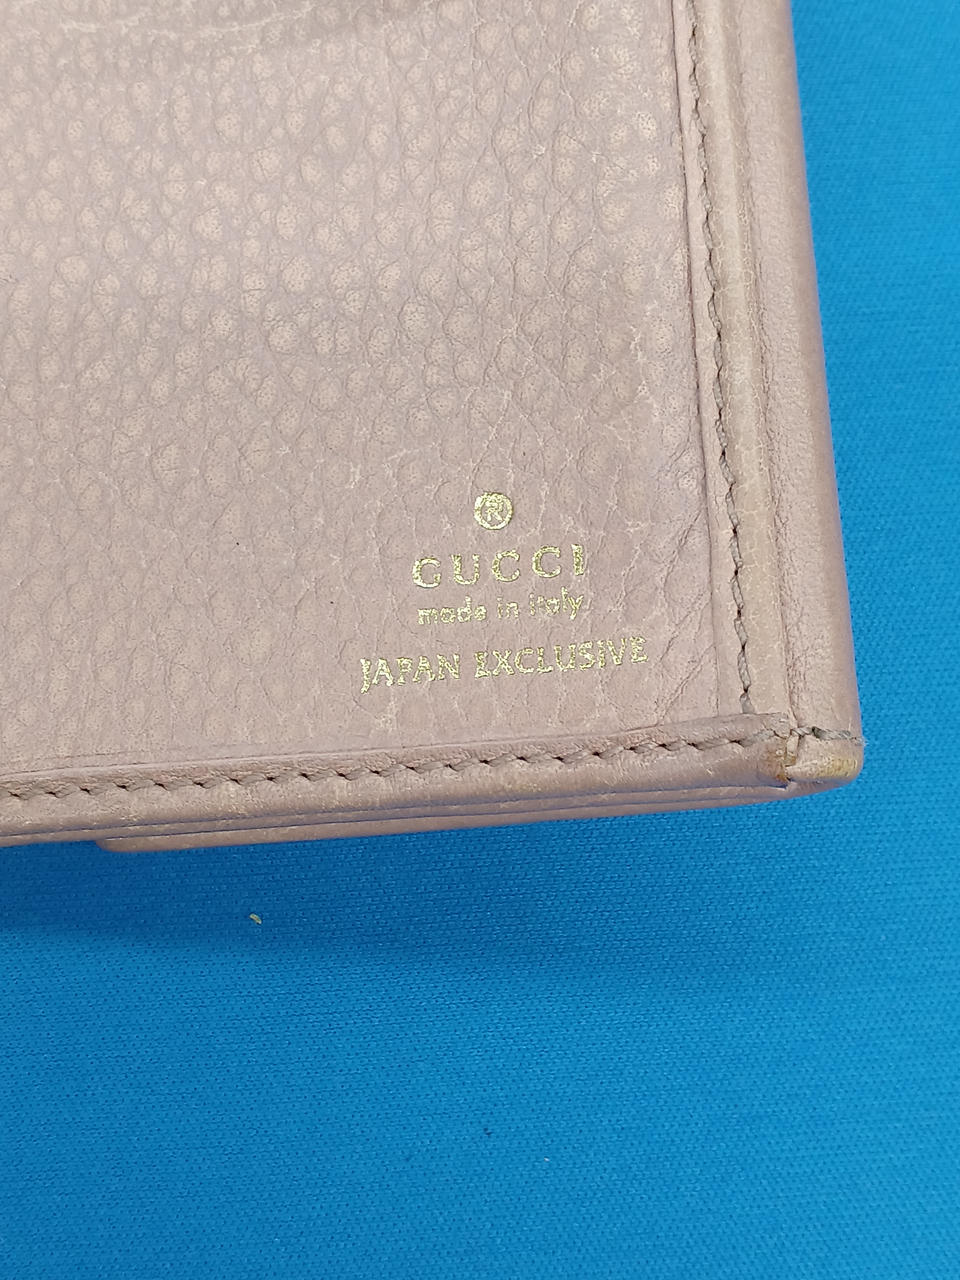 ®
GUCCI
made in italy
JAPAN EXCLUSIVE